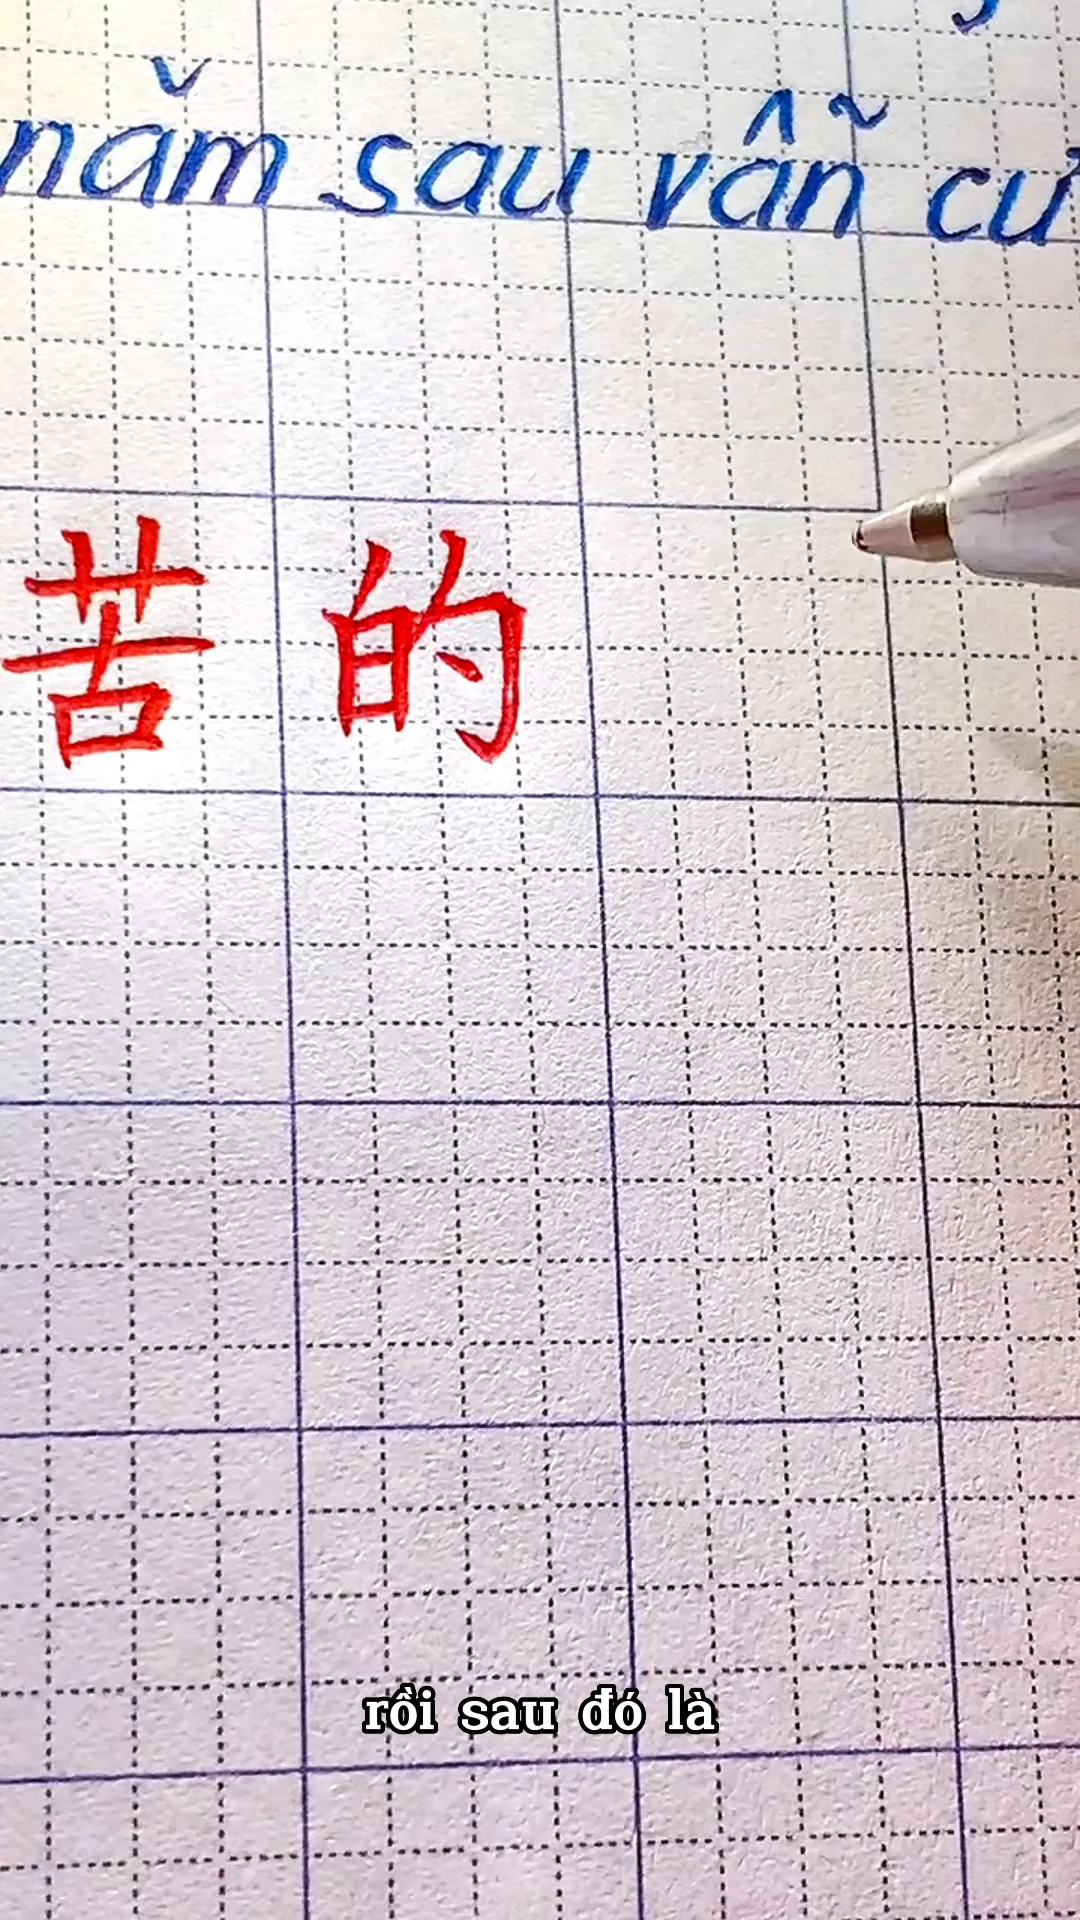 năm sau vẫn cứ
苦的
rồi sau đó là